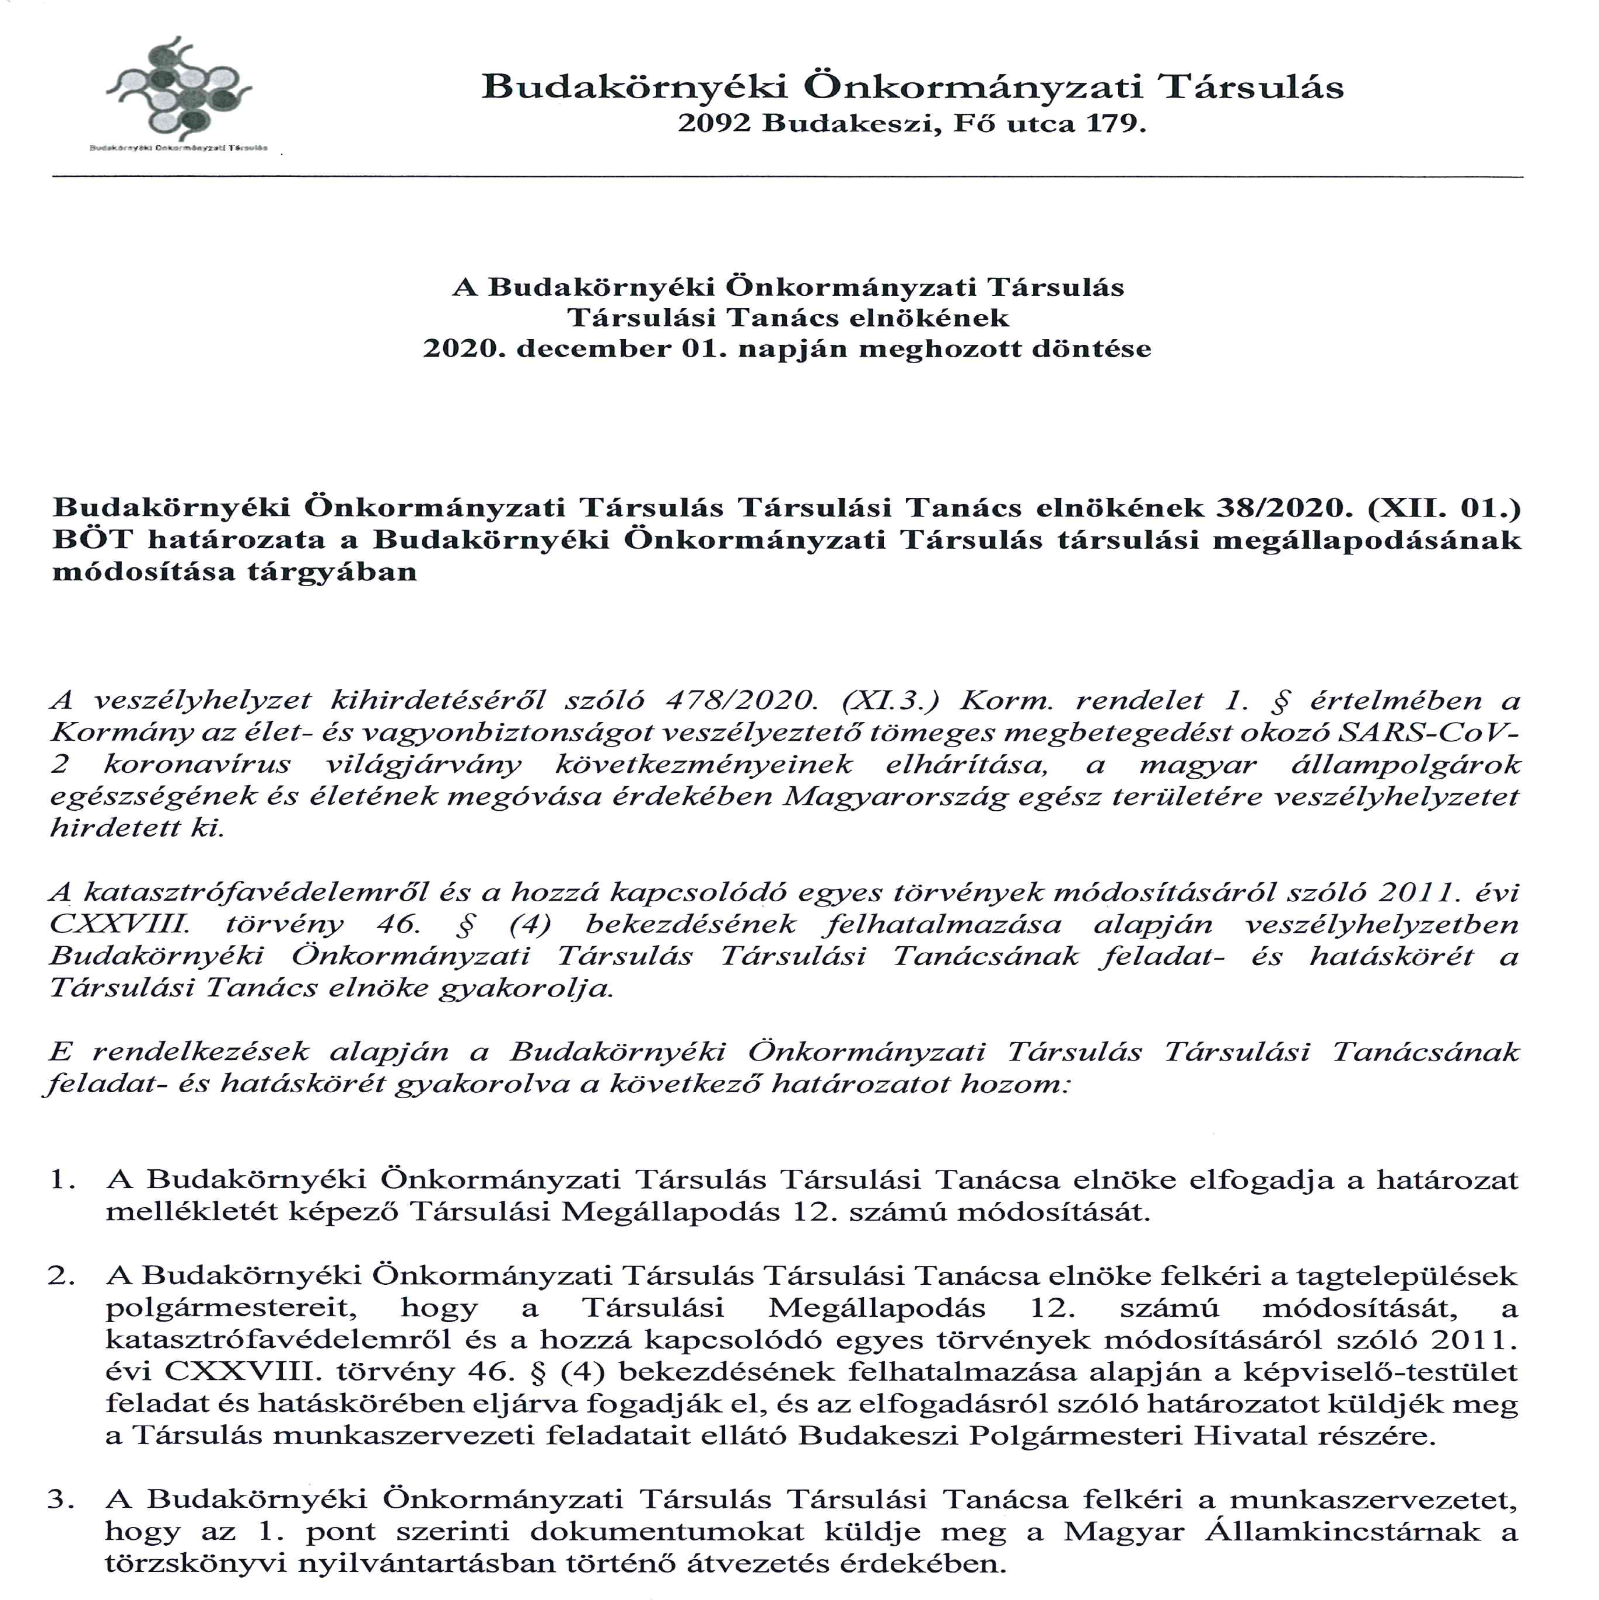 Budakörnyéki Önkormányzati Társulás
Budakörnyéki Önkormányzati Társulás
2092 Budakeszi, Fő utca 179.
A Budakörnyéki Önkormányzati Társulás
Társulási Tanács elnökének
2020. december 01. napján meghozott döntése
Budakörnyéki Önkormányzati Társulás Társulási Tanács elnökének 38/2020. (XII. 01.)
BÖT határozata a Budakörnyéki Önkormányzati Társulás társulási megállapodásának
módosítása tárgyában
A veszélyhelyzet kihirdetéséről szóló 478/2020. (XI.3.) Korm. rendelet 1. § értelmében a
Kormány az élet- és vagyonbiztonságot veszélyeztető tömeges megbetegedést okozó SARS-CoV-
2 koronavírus világjárvány következményeinek elhárítása, a magyar állampolgárok
egészségének és életének megóvása érdekében Magyarország egész területére veszélyhelyzetet
hirdetett ki.
A katasztrófavédelemről és a hozzá kapcsolódó egyes törvények módosításáról szóló 2011. évi
CXXVIII. törvény 46. § (4) bekezdésének felhatalmazása alapján veszélyhelyzetben
Budakörnyéki Önkormányzati Társulás Társulási Tanácsának feladat- és hatáskörét a
Társulási Tanács elnöke gyakorolja.
E rendelkezések alapján a Budakörnyéki Önkormányzati Társulás Társulási Tanácsának
feladat- és hatáskörét gyakorolva a következő határozatot hozom:
1. A Budakörnyéki Önkormányzati Társulás Társulási Tanácsa elnöke elfogadja a határozat
mellékletét képező Társulási Megállapodás 12. számú módosítását.
2. A Budakörnyéki Önkormányzati Társulás Társulási Tanácsa elnöke felkéri a tagtelepülések
polgármestereit, hogy a Társulási Megállapodás 12. számú módosítását, a
katasztrófavédelemről és a hozzá kapcsolódó egyes törvények módosításáról szóló 2011.
évi CXXVIII. törvény 46. § (4) bekezdésének felhatalmazása alapján a képviselő-testület
feladat és hatáskörében eljárva fogadják el, és az elfogadásról szóló határozatot küldjék meg
a Társulás munkaszervezeti feladatait ellátó Budakeszi Polgármesteri Hivatal részére.
3. A Budakörnyéki Önkormányzati Társulás Társulási Tanácsa felkéri a munkaszervezetet,
hogy az 1. pont szerinti dokumentumokat küldje meg a Magyar Államkincstárnak a
törzskönyvi nyilvántartásban történő átvezetés érdekében.